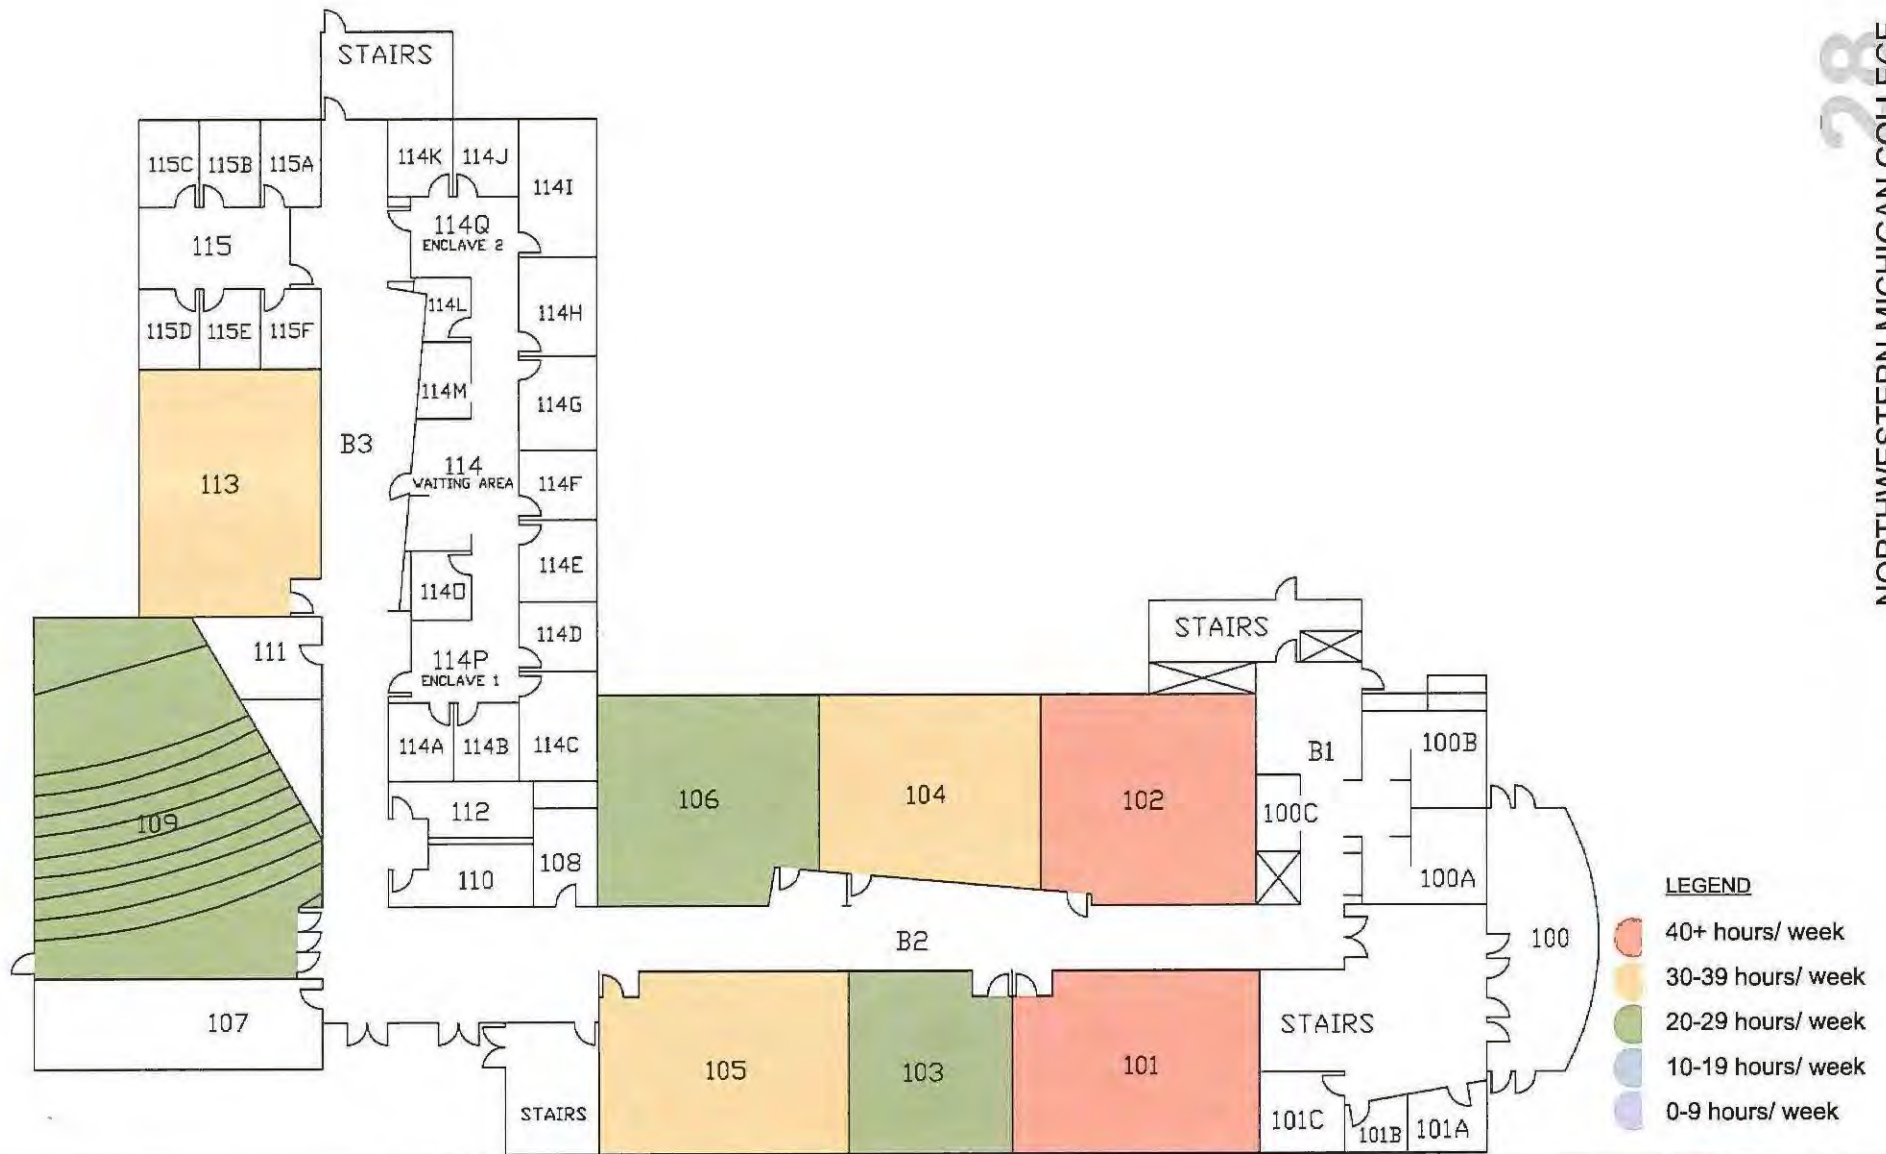 STAIRS
115C
115B
115A
114K
114J
114I
115
114Q
ENCLAVE 2
114L
114H
115D
115E
115F
114M
114G
B3
113
114
WAITING AREA
114F
114E
114O
114D
111
114P
ENCLAVE 1
STAIRS
114A
114B
114C
B1
100B
106
104
102
100C
112
109
108
110
100A
B2
100
107
STAIRS
105
103
101
STAIRS
101C
101B
101A
LEGEND
40+ hours/ week
30-39 hours/ week
20-29 hours/ week
10-19 hours/ week
0-9 hours/ week
28
NORTHWESTERN MICHIGAN COLLEGE